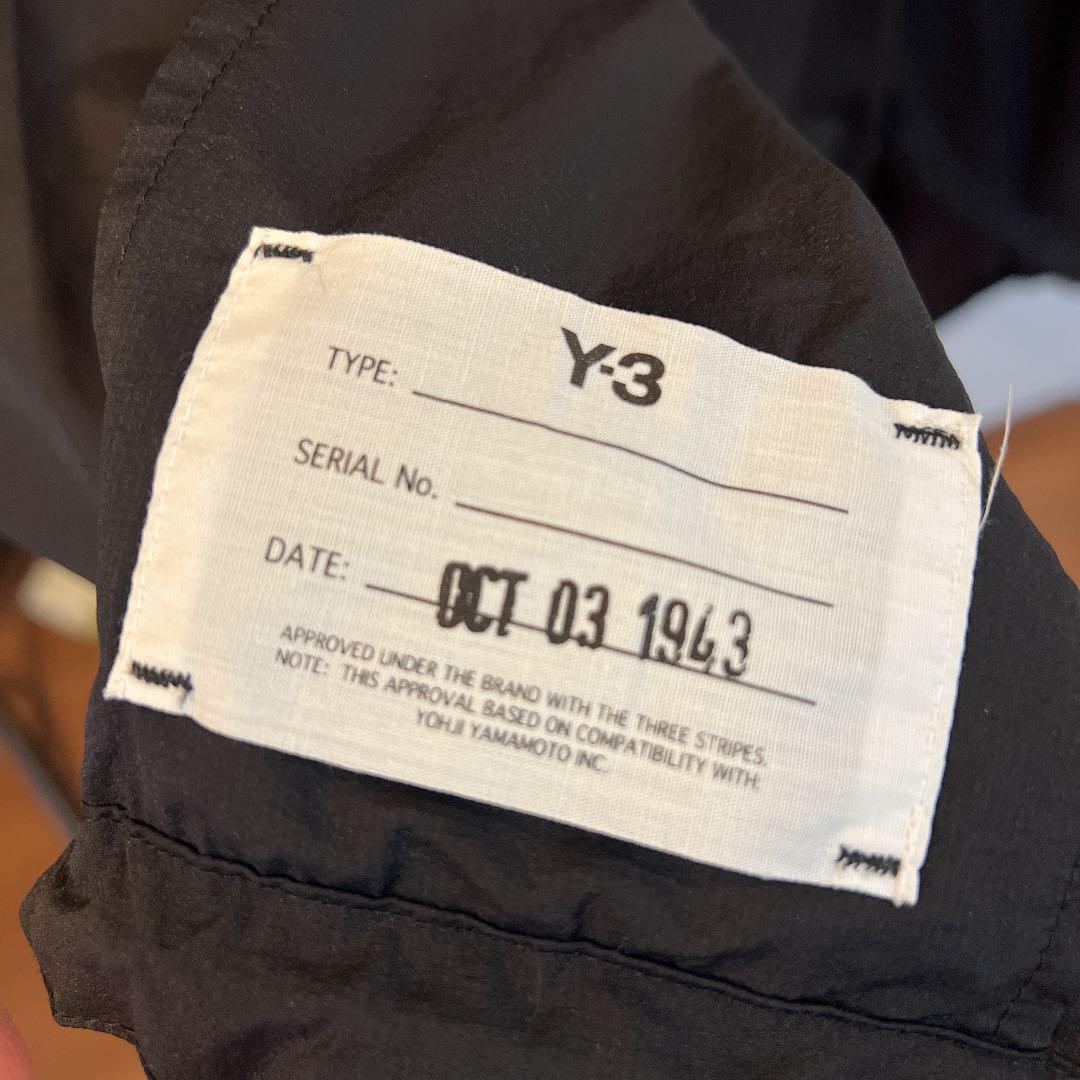 Y-3
TYPE:
SERIAL No.
DATE: OCT 03 1943
APPROVED UNDER THE BRAND WITH THE THREE STRIPES.
NOTE: THIS APPROVAL BASED ON COMPATIBILITY WITH:
YOHJI YAMAMOTO INC.